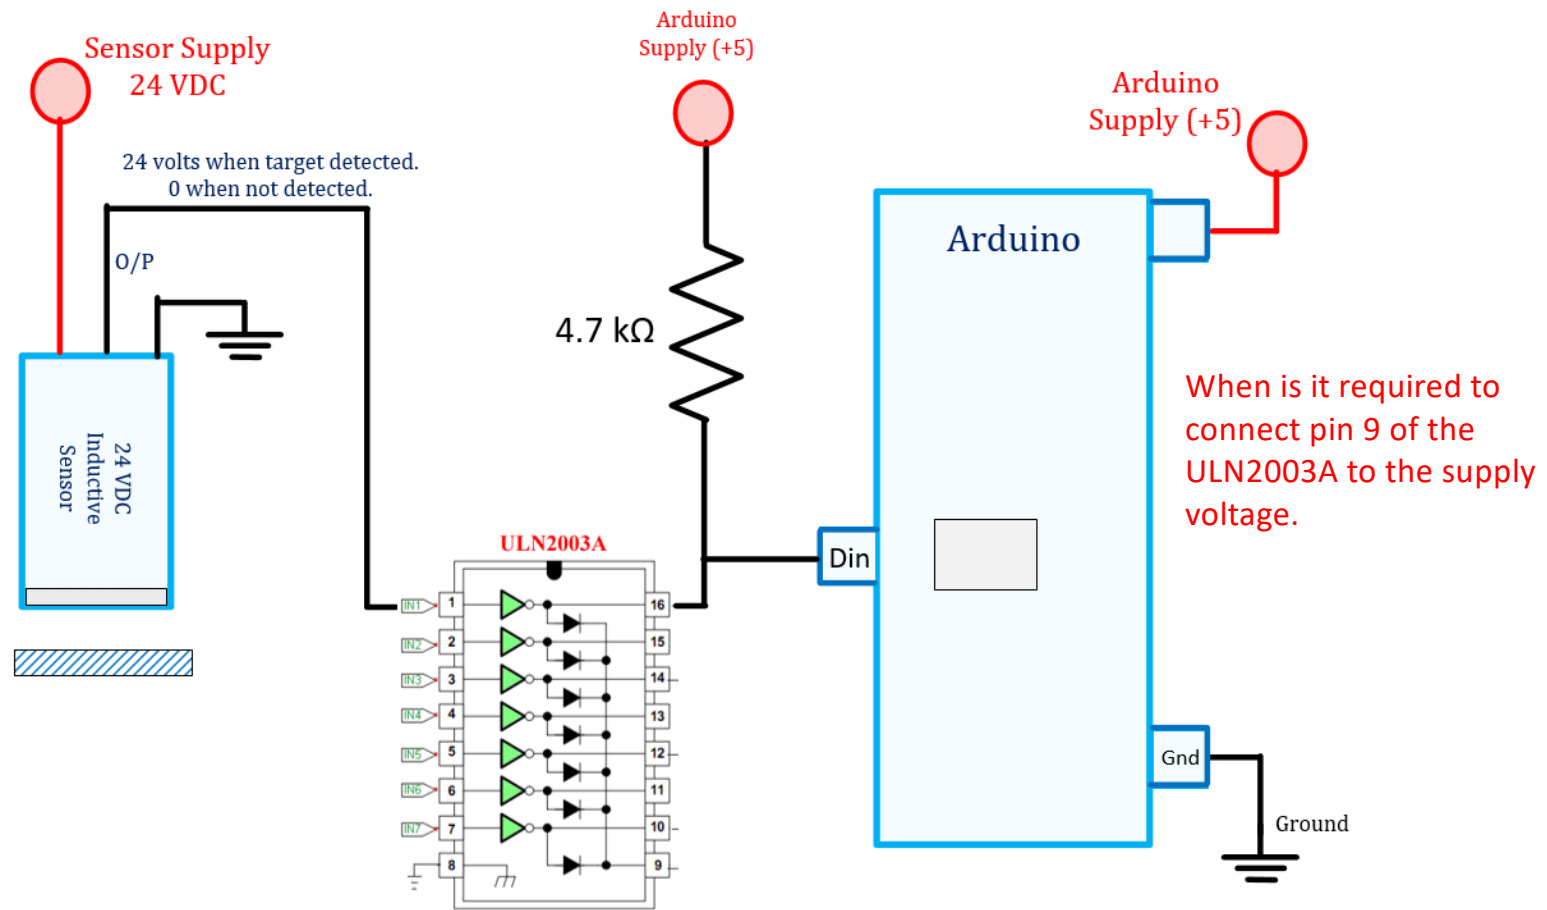 Sensor Supply
24 VDC
24 volts when target detected.
0 when not detected.
O/P
24 VDC
Inductive
Sensor
Arduino
Supply (+5)
4.7 kΩ
Arduino
Supply (+5)
Arduino
Din
Gnd
Ground
When is it required to
connect pin 9 of the
ULN2003A to the supply
voltage.
ULN2003A
IN1 1 16
IN2 2 15
IN3 3 14
IN4 4 13
IN5 5 12
IN6 6 11
IN7 7 10
8 9